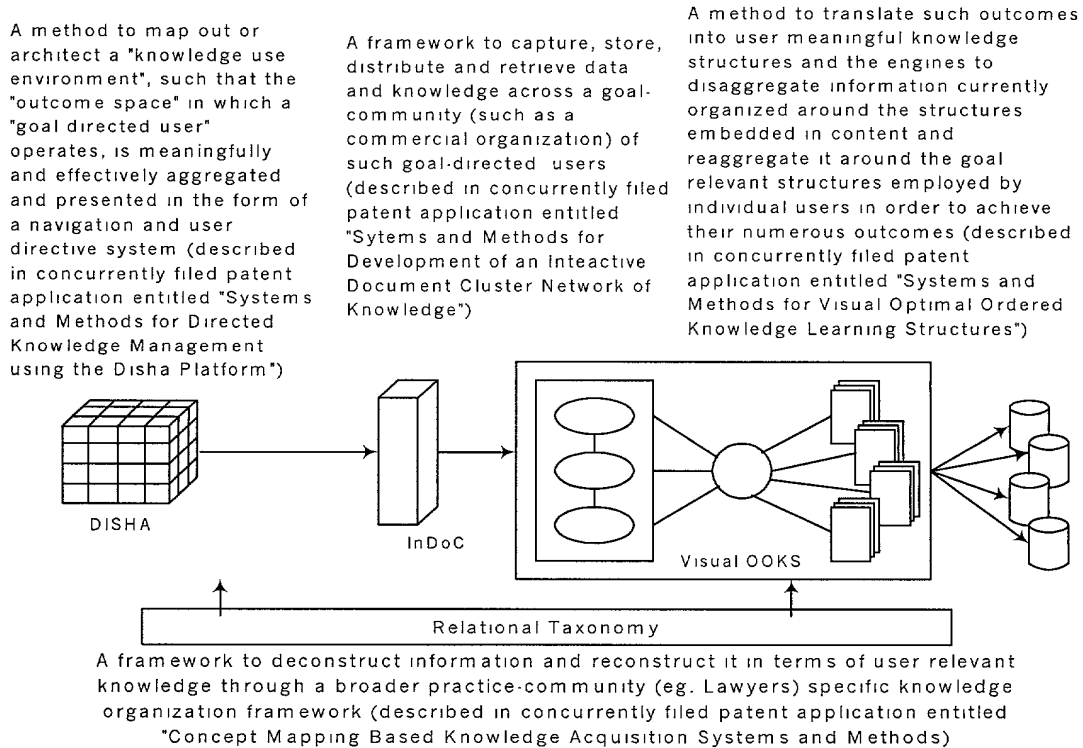 A method to map out or
architect a "knowledge use
environment", such that the
"outcome space" in which a
"goal directed user"
operates, is meaningfully
and effectively aggregated
and presented in the form of
a navigation and user
directive system (described
in concurrently filed patent
application entitled "Systems
and Methods for Directed
Knowledge Management
using the Disha Platform")
A framework to capture, store,
distribute and retrieve data
and knowledge across a goal-
community (such as a
commercial organization) of
such goal-directed users
(described in concurrently filed
patent application entitled
"Sytems and Methods for
Development of an Inteactive
Document Cluster Network of
Knowledge")
A method to translate such outcomes
into user meaningful knowledge
structures and the engines to
disaggregate information currently
organized around the structures
embedded in content and
reaggregate it around the goal
relevant structures employed by
individual users in order to achieve
their numerous outcomes (described
in concurrently filed patent
application entitled "Systems and
Methods for Visual Optimal Ordered
Knowledge Learning Structures")
DISHA
InDoC
Visual OOKS
Relational Taxonomy
A framework to deconstruct information and reconstruct it in terms of user relevant
knowledge through a broader practice-community (eg. Lawyers) specific knowledge
organization framework (described in concurrently filed patent application entitled
"Concept Mapping Based Knowledge Acquisition Systems and Methods)